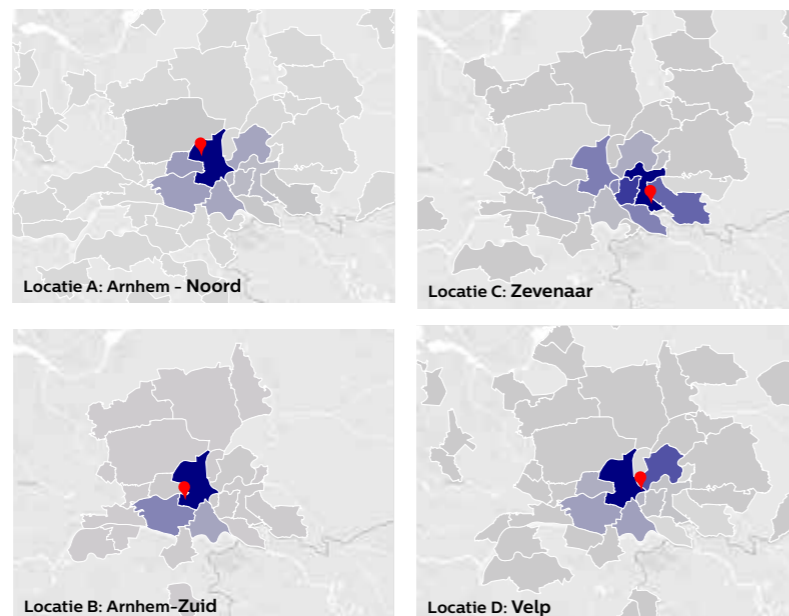 Locatie A: Arnhem - Noord
Locatie C: Zevenaar
Locatie B: Arnhem-Zuid
Locatie D: Velp